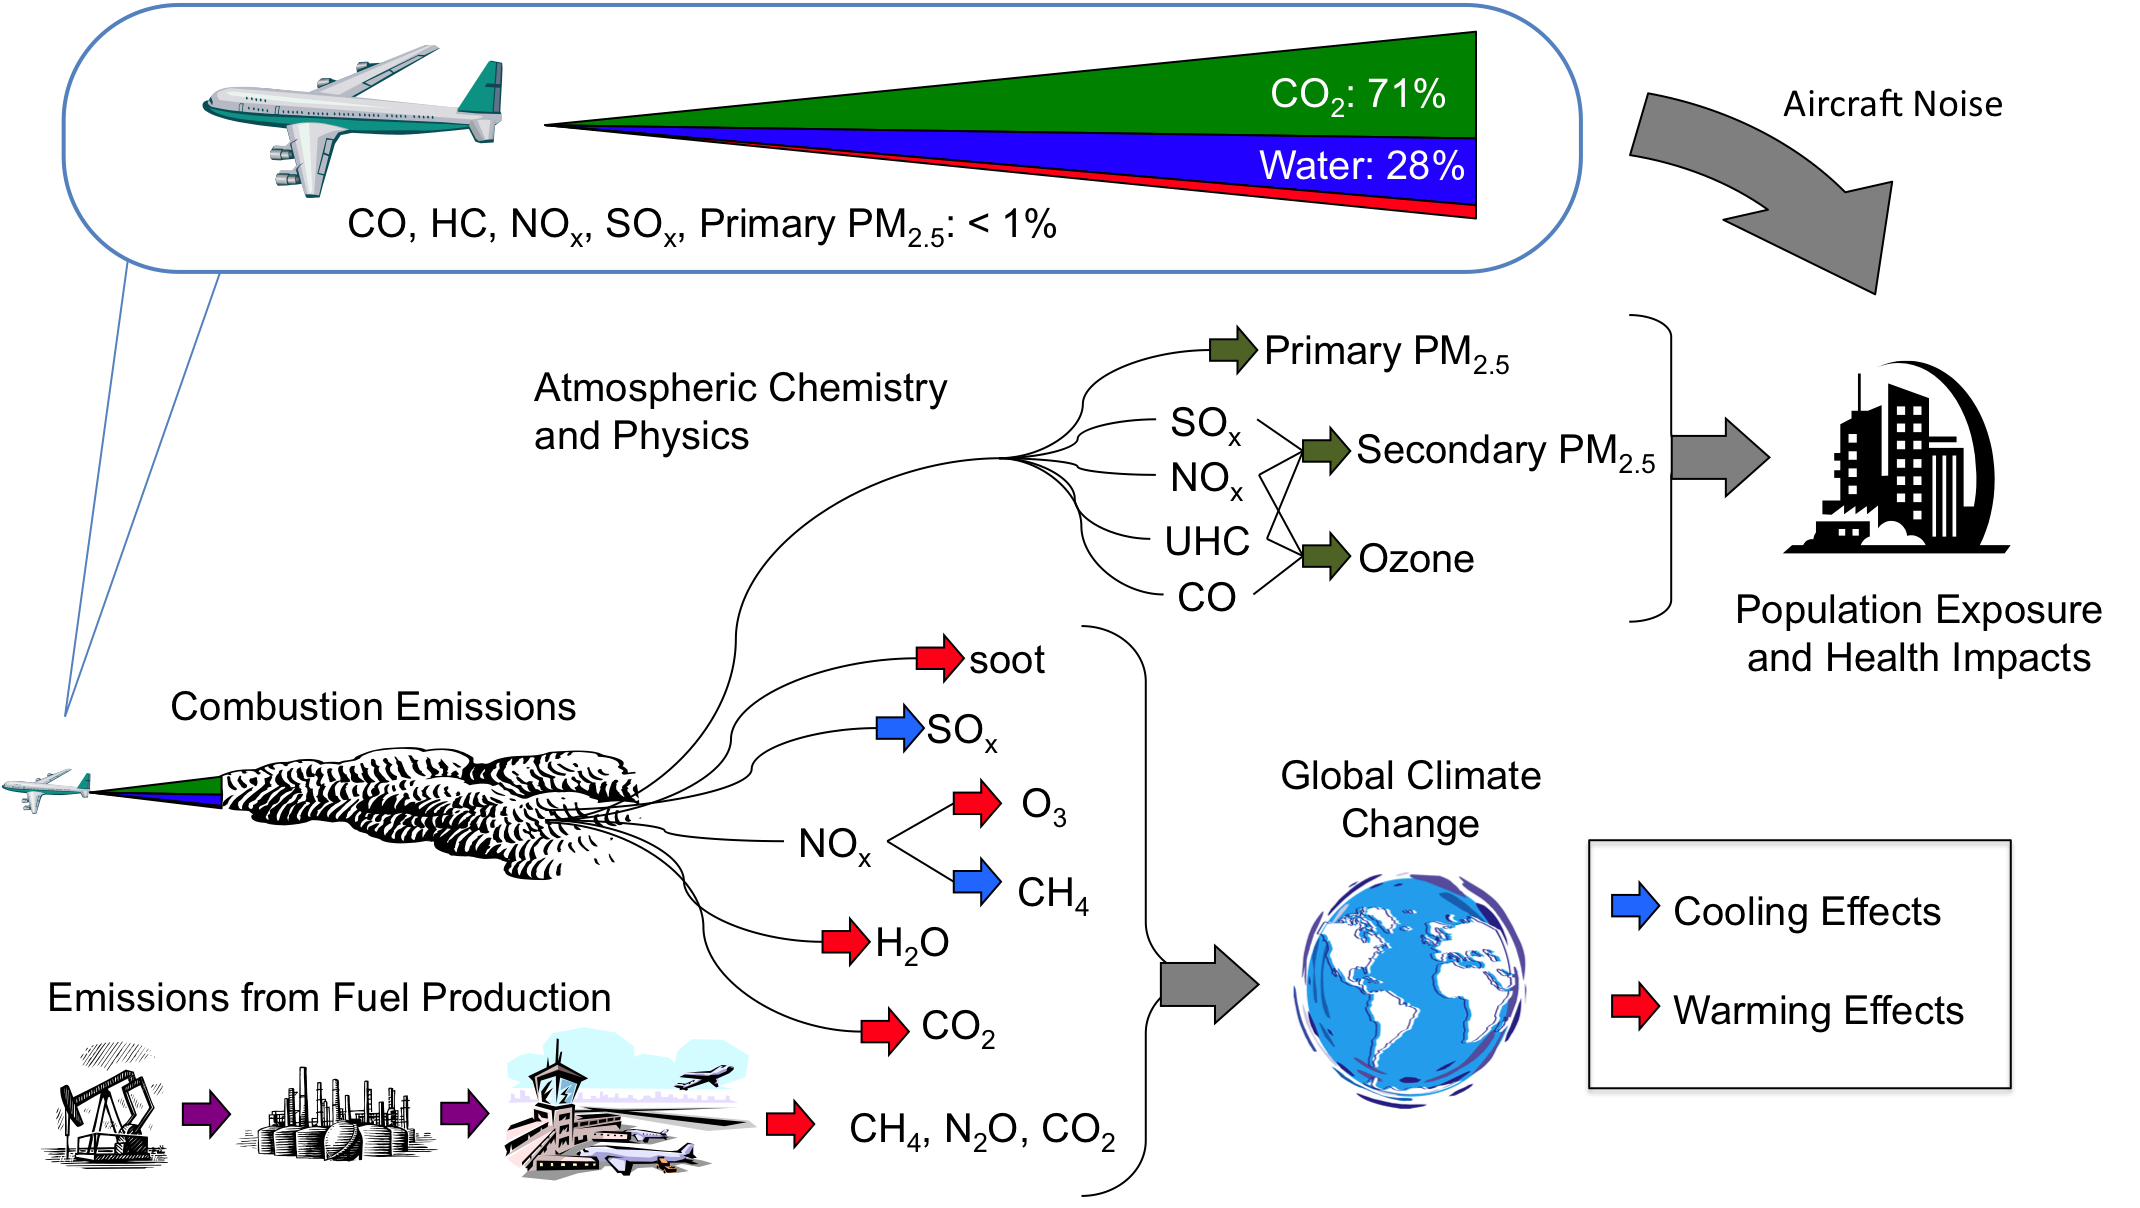 CO₂: 71%
Water: 28%
CO, HC, NOₓ, SOₓ, Primary PM₂.₅: < 1%
Aircraft Noise
Atmospheric Chemistry
and Physics
Primary PM₂.₅
SOₓ
NOₓ
UHC
CO
Secondary PM₂.₅
Ozone
Population Exposure
and Health Impacts
Combustion Emissions
soot
SOₓ
NOₓ
O₃
CH₄
H₂O
CO₂
Global Climate
Change
Cooling Effects
Warming Effects
Emissions from Fuel Production
CH₄, N₂O, CO₂